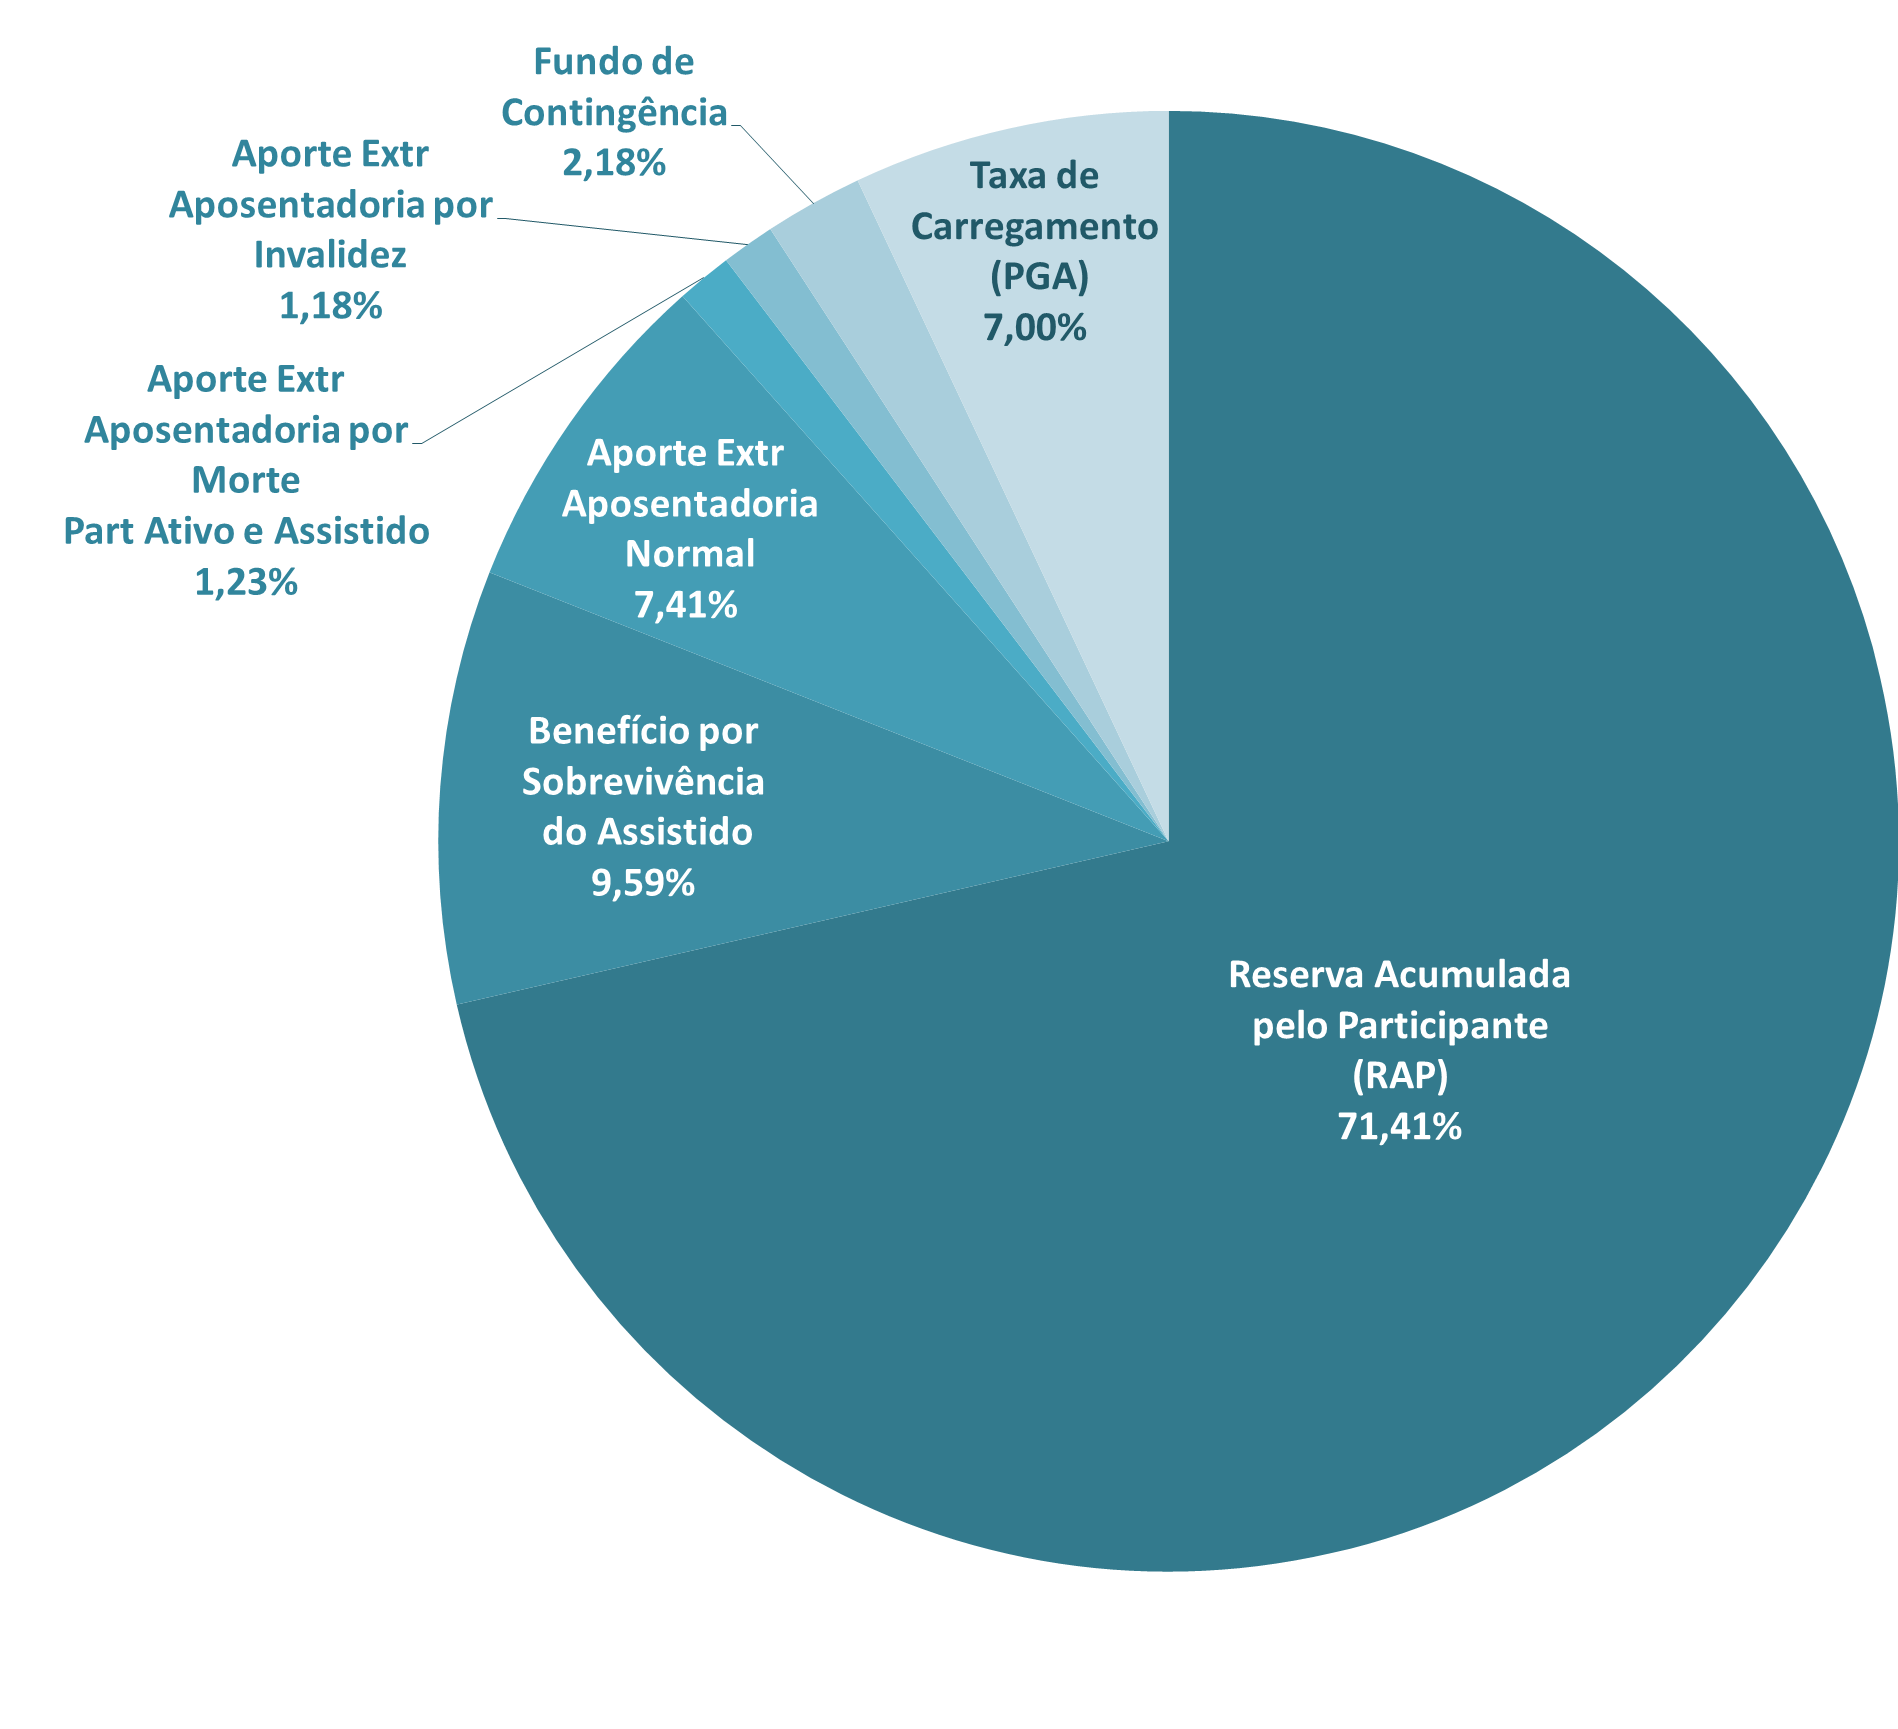 Fundo de
Contingência
2,18%
Aporte Extr
Aposentadoria por
Invalidez
1,18%
Aporte Extr
Aposentadoria por
Morte
Part Ativo e Assistido
1,23%
Taxa de
Carregamento
(PGA)
7,00%
Aporte Extr
Aposentadoria
Normal
7,41%
Benefício por
Sobrevivência
do Assistido
9,59%
Reserva Acumulada
pelo Participante
(RAP)
71,41%